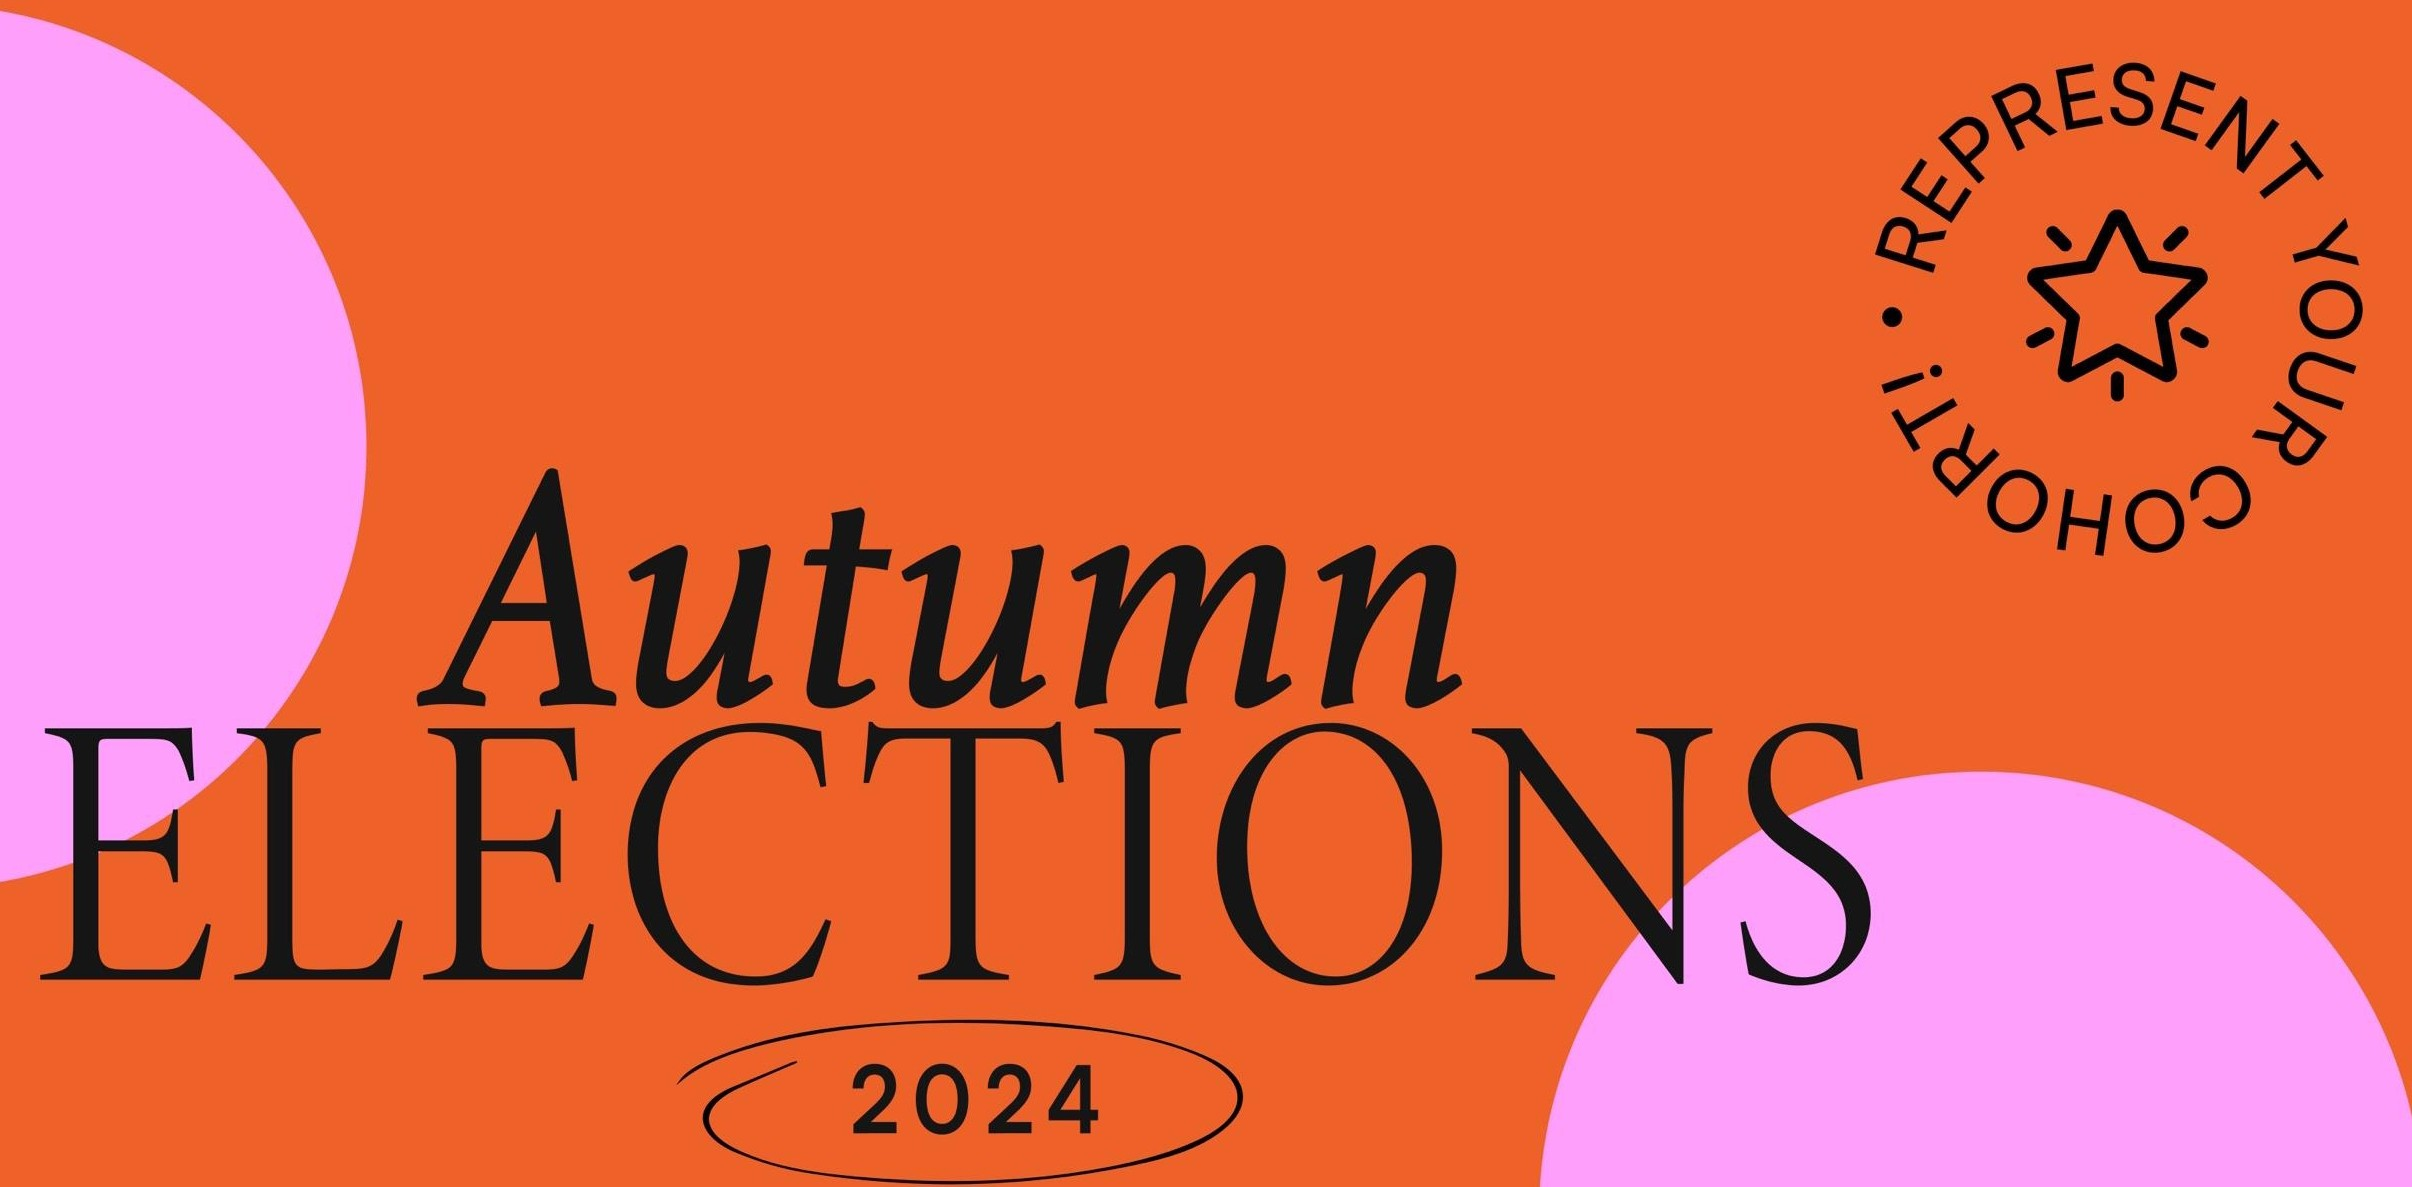 REPRESENT YOUR COHORT! •
Autumn
ELECTIONS
2024